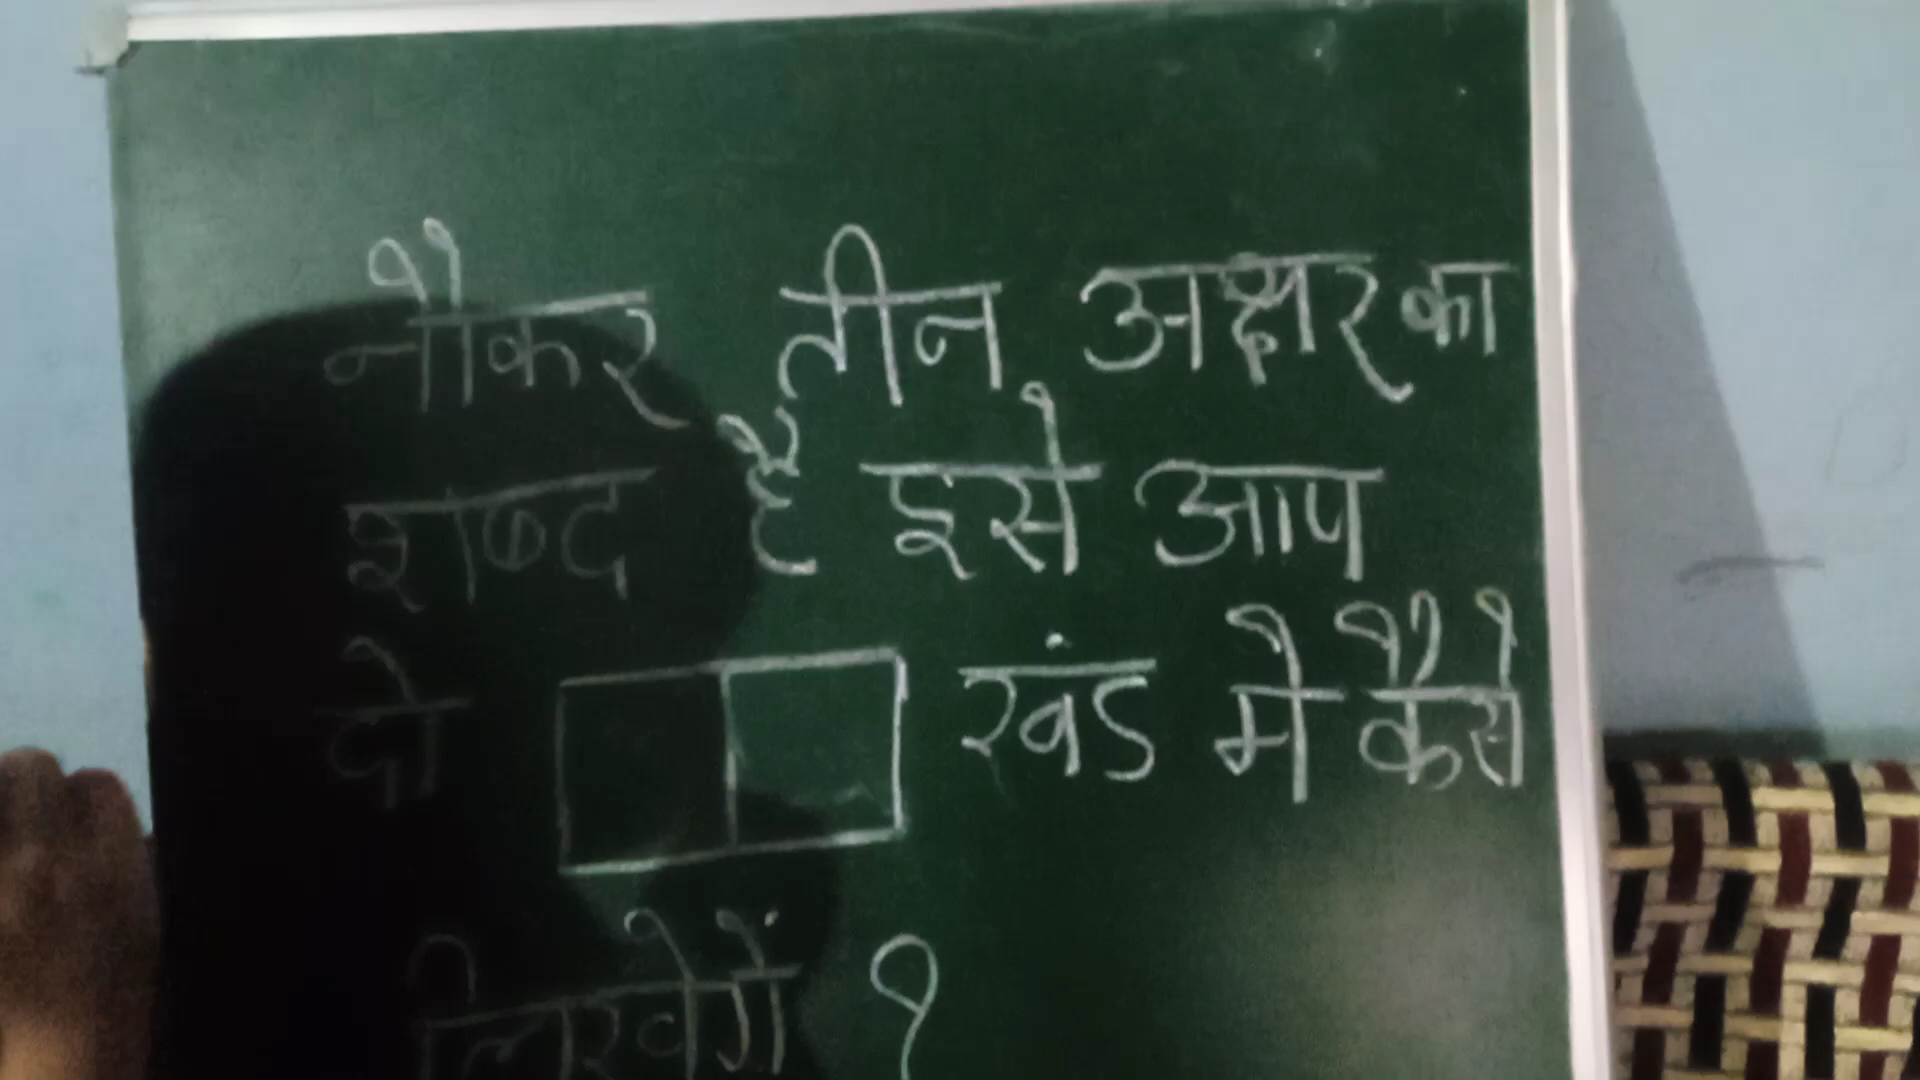 नौकर तीन अक्षर का
शब्द है इसे आप
दो खंड मे कैसे
लिखेगें ?